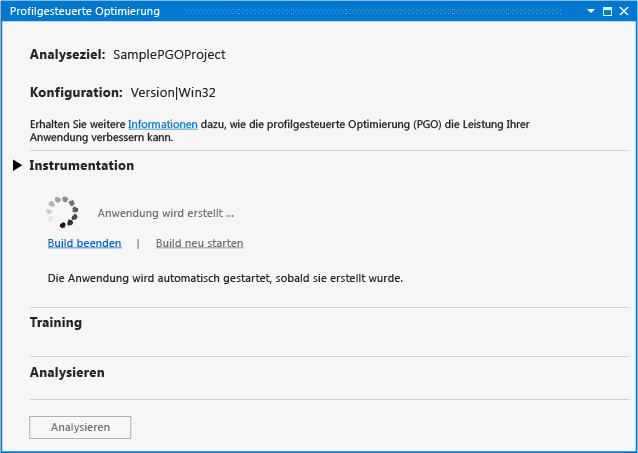 Profilgesteuerte Optimierung
Analyseziel: SamplePGOProject
Konfiguration: Version|Win32
Erhalten Sie weitere Informationen dazu, wie die profilgesteuerte Optimierung (PGO) die Leistung Ihrer
Anwendung verbessern kann.
Instrumentation
Anwendung wird erstellt ...
Build beenden | Build neu starten
Die Anwendung wird automatisch gestartet, sobald sie erstellt wurde.
Training
Analysieren
Analysieren